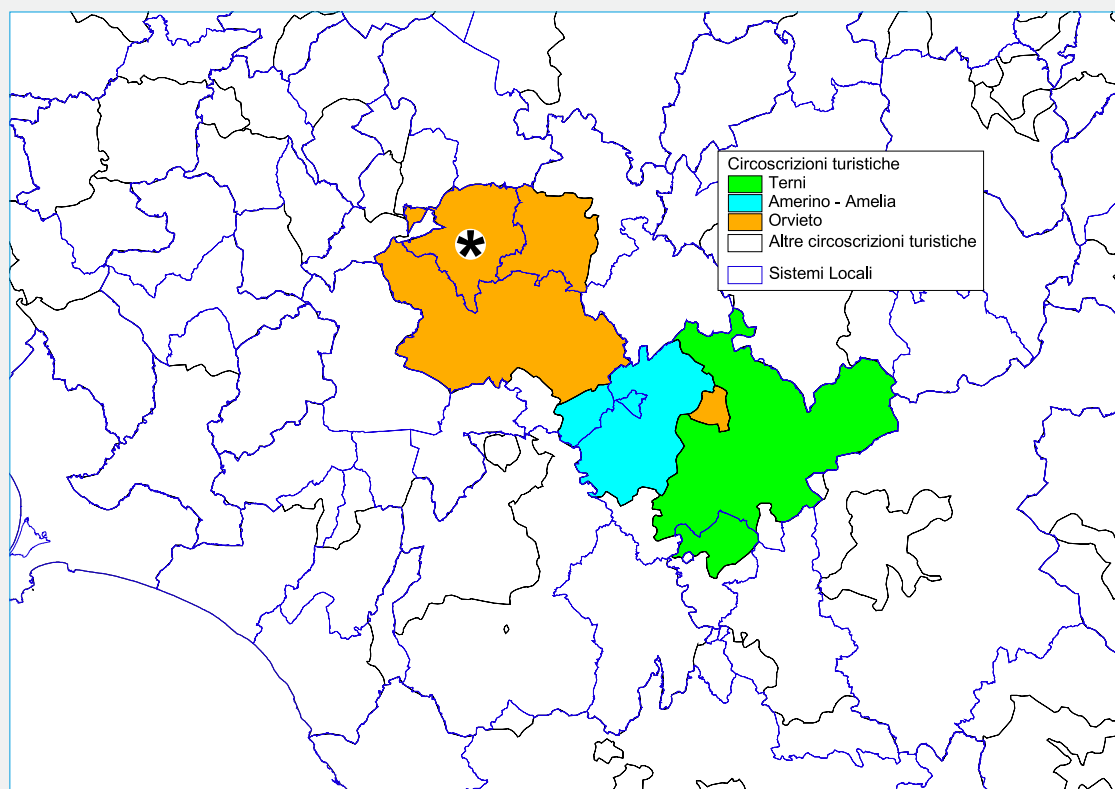 Circoscrizioni turistiche
Terni
Amerino - Amelia
Orvieto
Altre circoscrizioni turistiche
Sistemi Locali